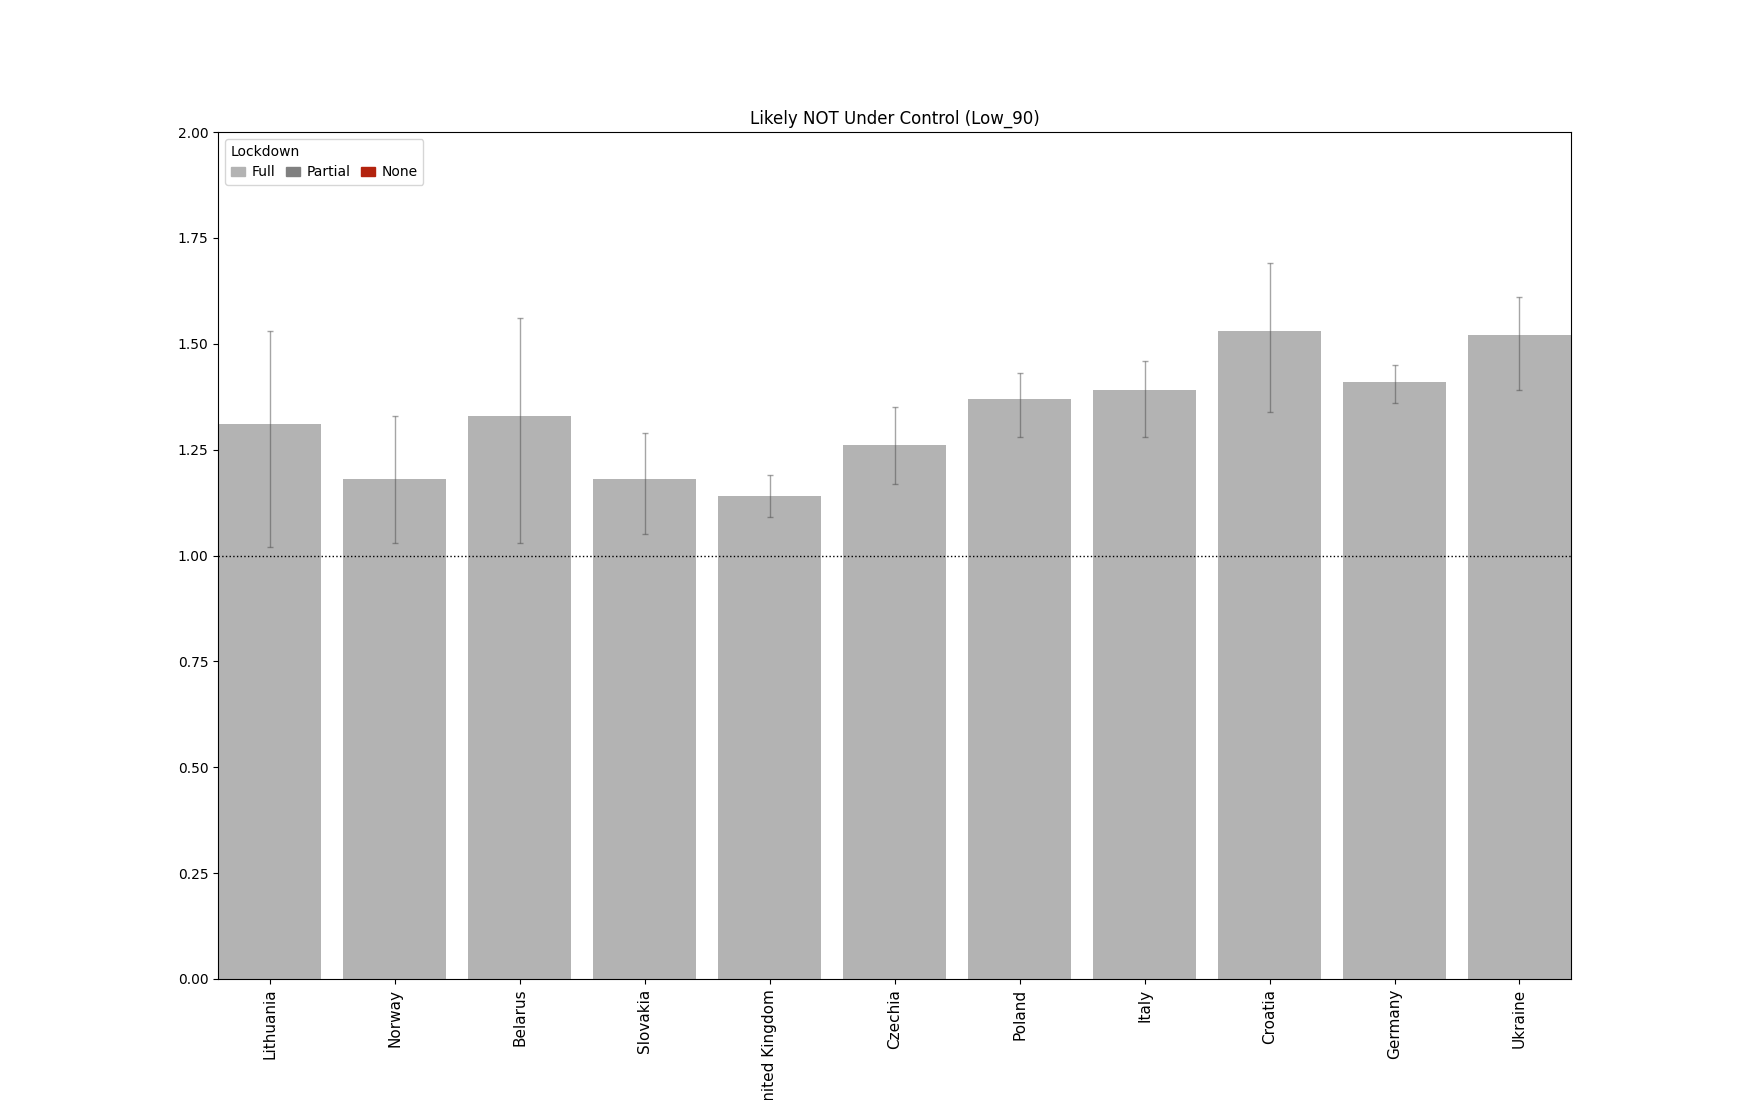 Likely NOT Under Control (Low_90)
Lockdown
Full Partial None
2.00
1.75
1.50
1.25
1.00
0.75
0.50
0.25
0.00
Lithuania
Norway
Belarus
Slovakia
nited Kingdom
Czechia
Poland
Italy
Croatia
Germany
Ukraine